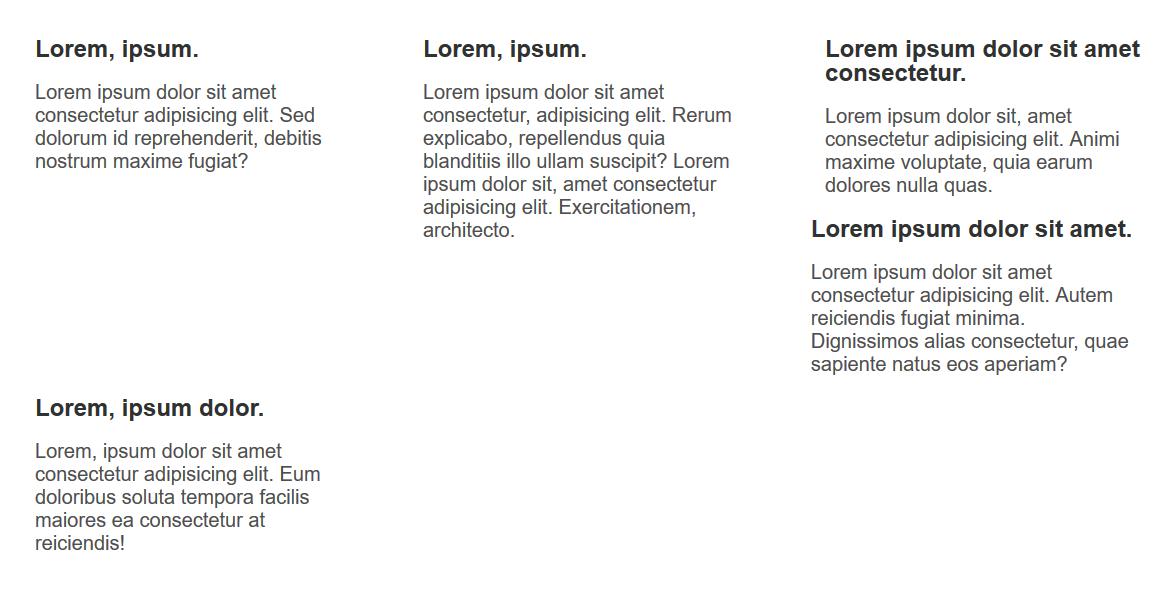 Lorem, ipsum.
Lorem ipsum dolor sit amet
consectetur adipisicing elit. Sed
dolorum id reprehenderit, debitis
nostrum maxime fugiat?
Lorem, ipsum.
Lorem ipsum dolor sit amet
consectetur, adipisicing elit. Rerum
explicabo, repellendus quia
blanditiis illo ullam suscipit? Lorem
ipsum dolor sit, amet consectetur
adipisicing elit. Exercitationem,
architecto.
Lorem ipsum dolor sit amet
consectetur.
Lorem ipsum dolor sit, amet
consectetur adipisicing elit. Animi
maxime voluptate, quia earum
dolores nulla quas.
Lorem ipsum dolor sit amet.
Lorem ipsum dolor sit amet
consectetur adipisicing elit. Autem
reiciendis fugiat minima.
Dignissimos alias consectetur, quae
sapiente natus eos aperiam?
Lorem, ipsum dolor.
Lorem, ipsum dolor sit amet
consectetur adipisicing elit. Eum
doloribus soluta tempora facilis
maiores ea consectetur at
reiciendis!